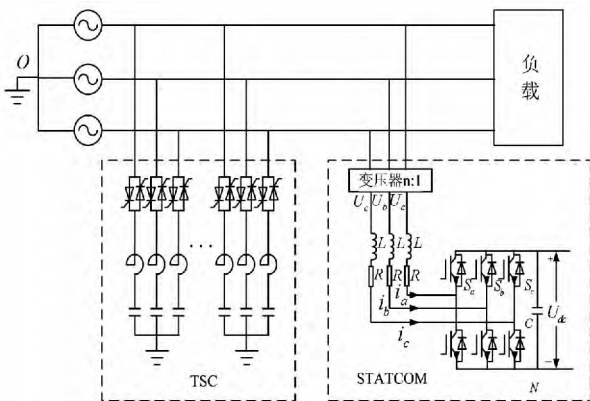 O
负载
变压器n:1
U_c U_b U_c
L L L
R R R
S_a S_b S_c
i_a
i_b
i_c
C
+
U_dc
−
N
...
TSC
STATCOM